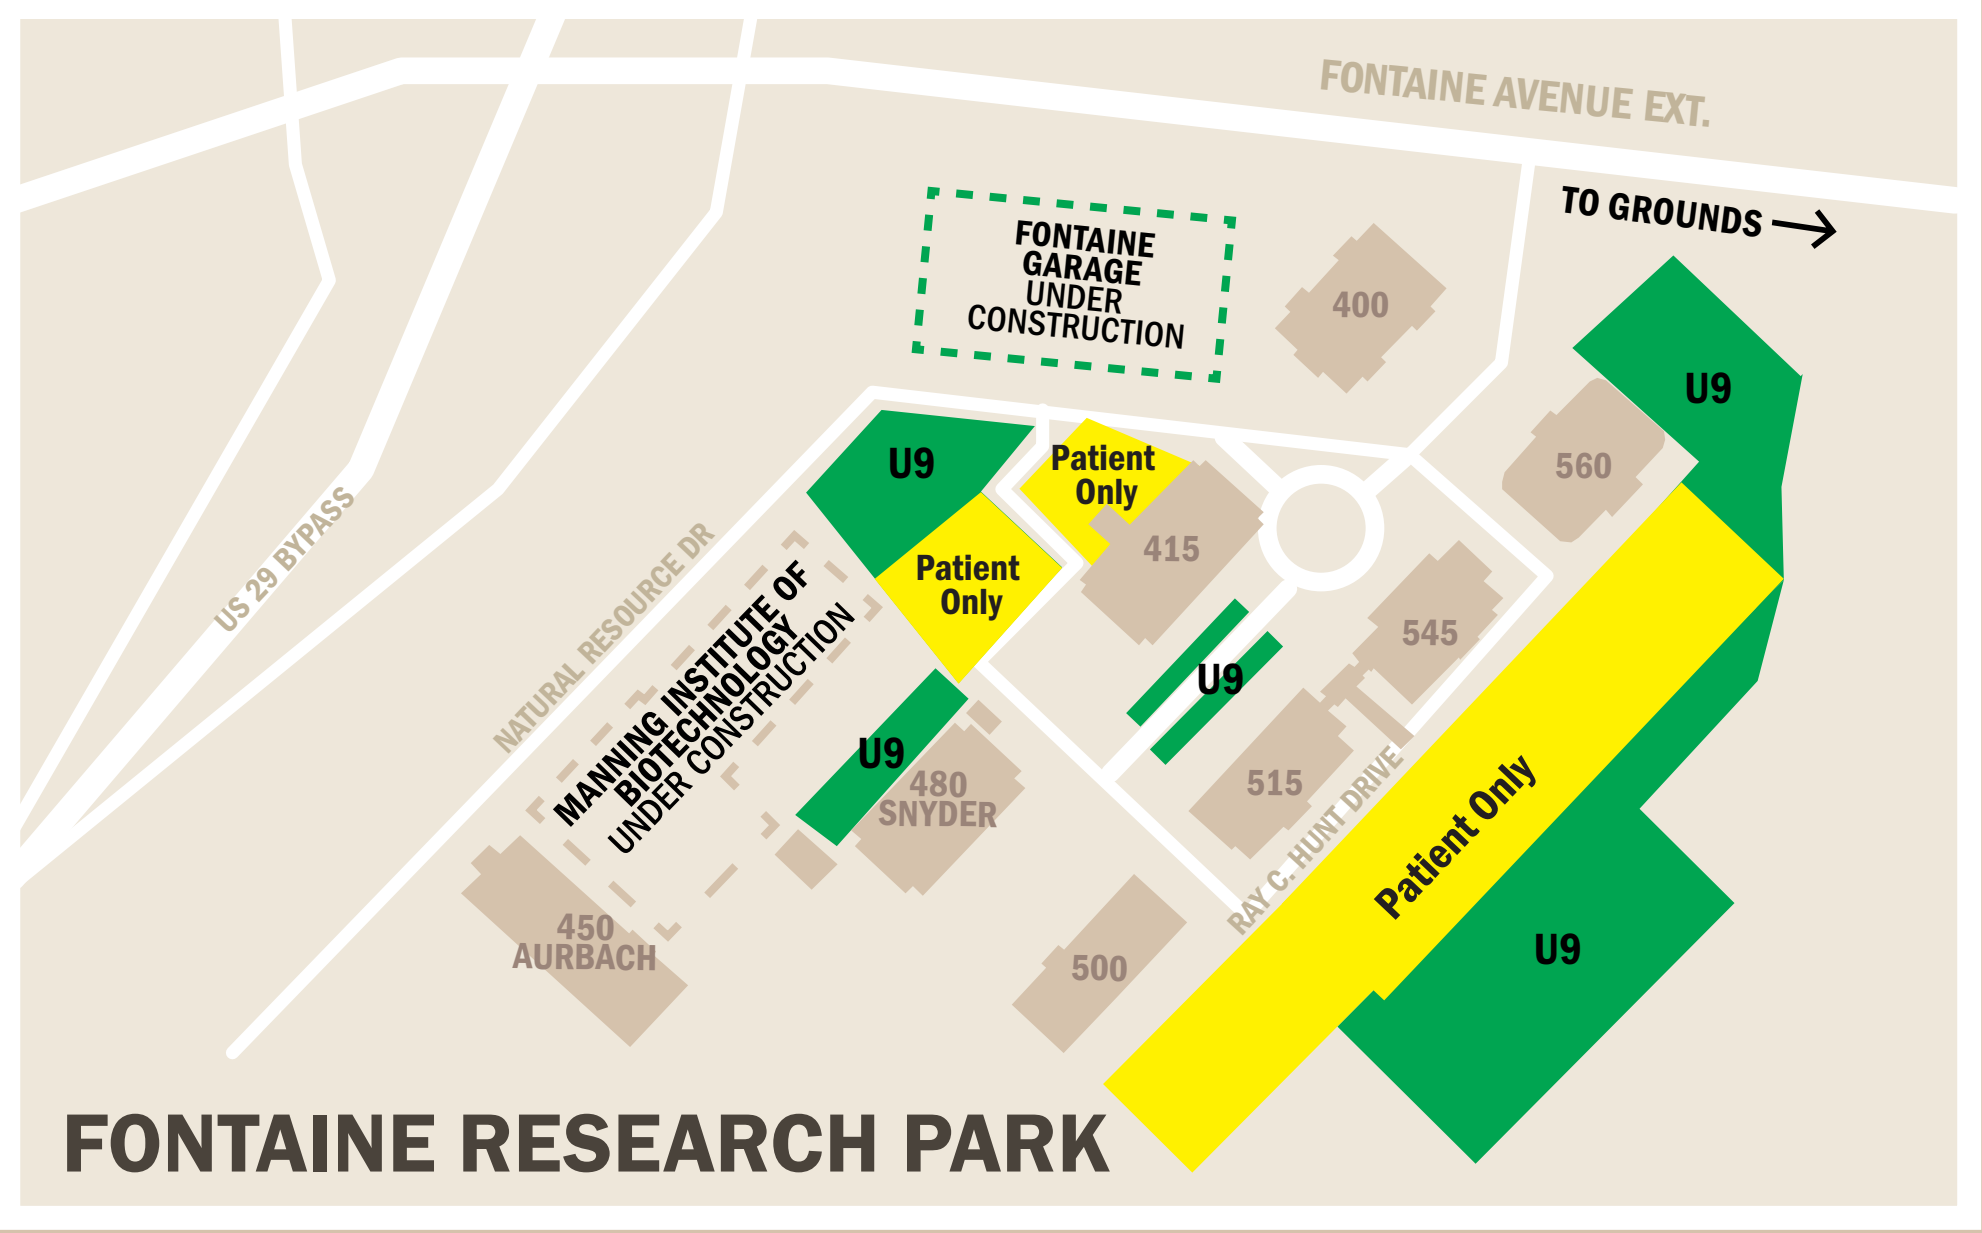 FONTAINE AVENUE EXT.
TO GROUNDS
FONTAINE
GARAGE
UNDER
CONSTRUCTION
400
U9
560
U9
Patient
Only
415
Patient
Only
US 29 BYPASS
NATURAL RESOURCE DR
MANNING INSTITUTE OF
BIOTECHNOLOGY
UNDER CONSTRUCTION
545
U9
U9
480
SNYDER
515
RAY C. HUNT DRIVE
Patient Only
U9
450
AURBACH
500
FONTAINE RESEARCH PARK